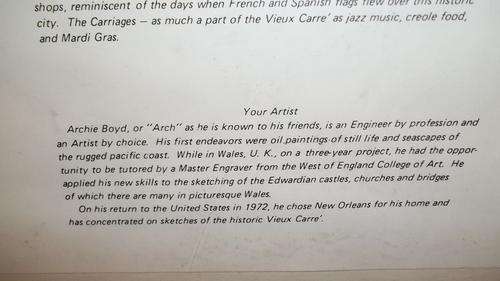 shops, reminiscent of the days when French and Spanish flags flew over this historic
city. The Carriages — as much a part of the Vieux Carre' as jazz music, creole food,
and Mardi Gras.
Your Artist
Archie Boyd, or "Arch" as he is known to his friends, is an Engineer by profession and
an Artist by choice. His first endeavors were oil paintings of still life and seascapes of
the rugged pacific coast. While in Wales, U. K., on a three-year project, he had the oppor-
tunity to be tutored by a Master Engraver from the West of England College of Art. He
applied his new skills to the sketching of the Edwardian castles, churches and bridges
of which there are many in picturesque Wales.
On his return to the United States in 1972, he chose New Orleans for his home and
has concentrated on sketches of the historic Vieux Carre'.